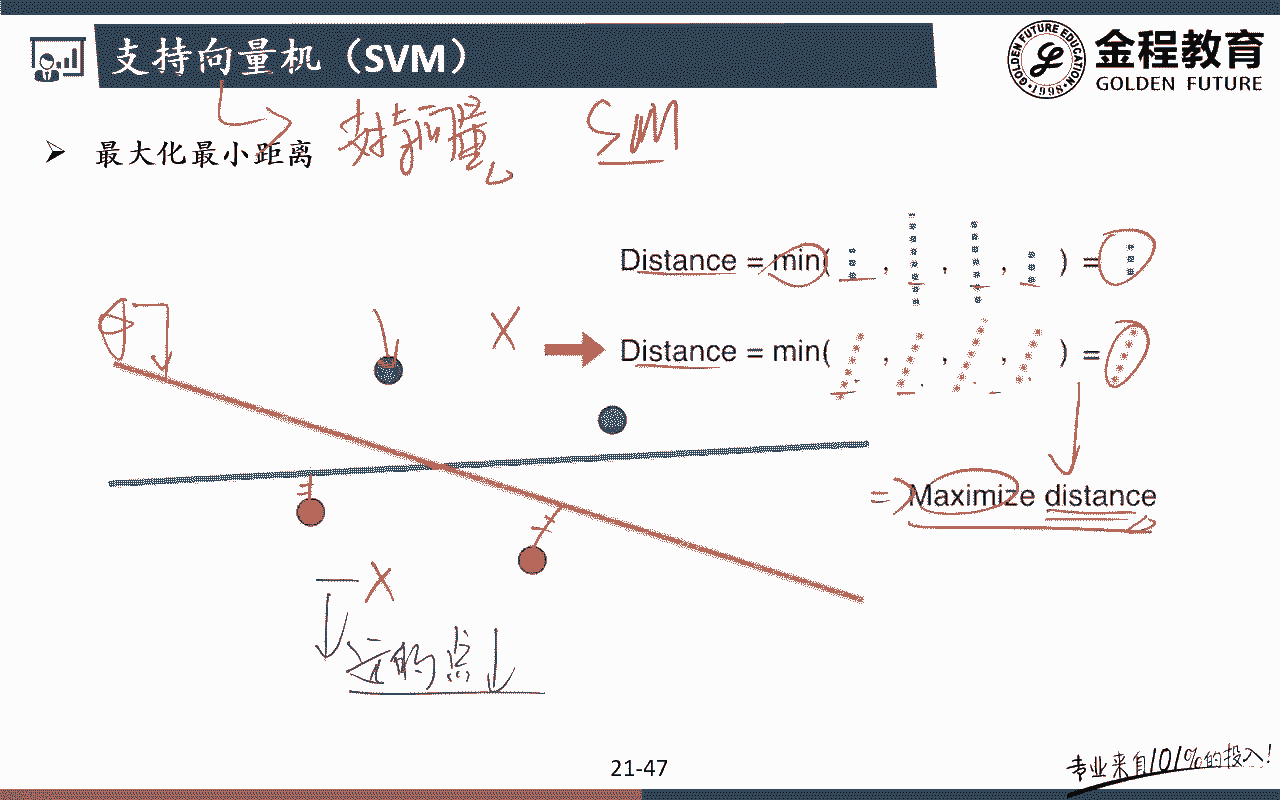 支持向量机（SVM）
金程教育
GOLDEN FUTURE
GOLDEN FUTURE EDUCATION
·1998·
➢ 最大化最小距离
支持向量
SVM
Distance = min( , , , ) =
Distance = min( , , , ) =
X
=> Maximize distance
X
近的点
21-47
专业来自101%的投入!